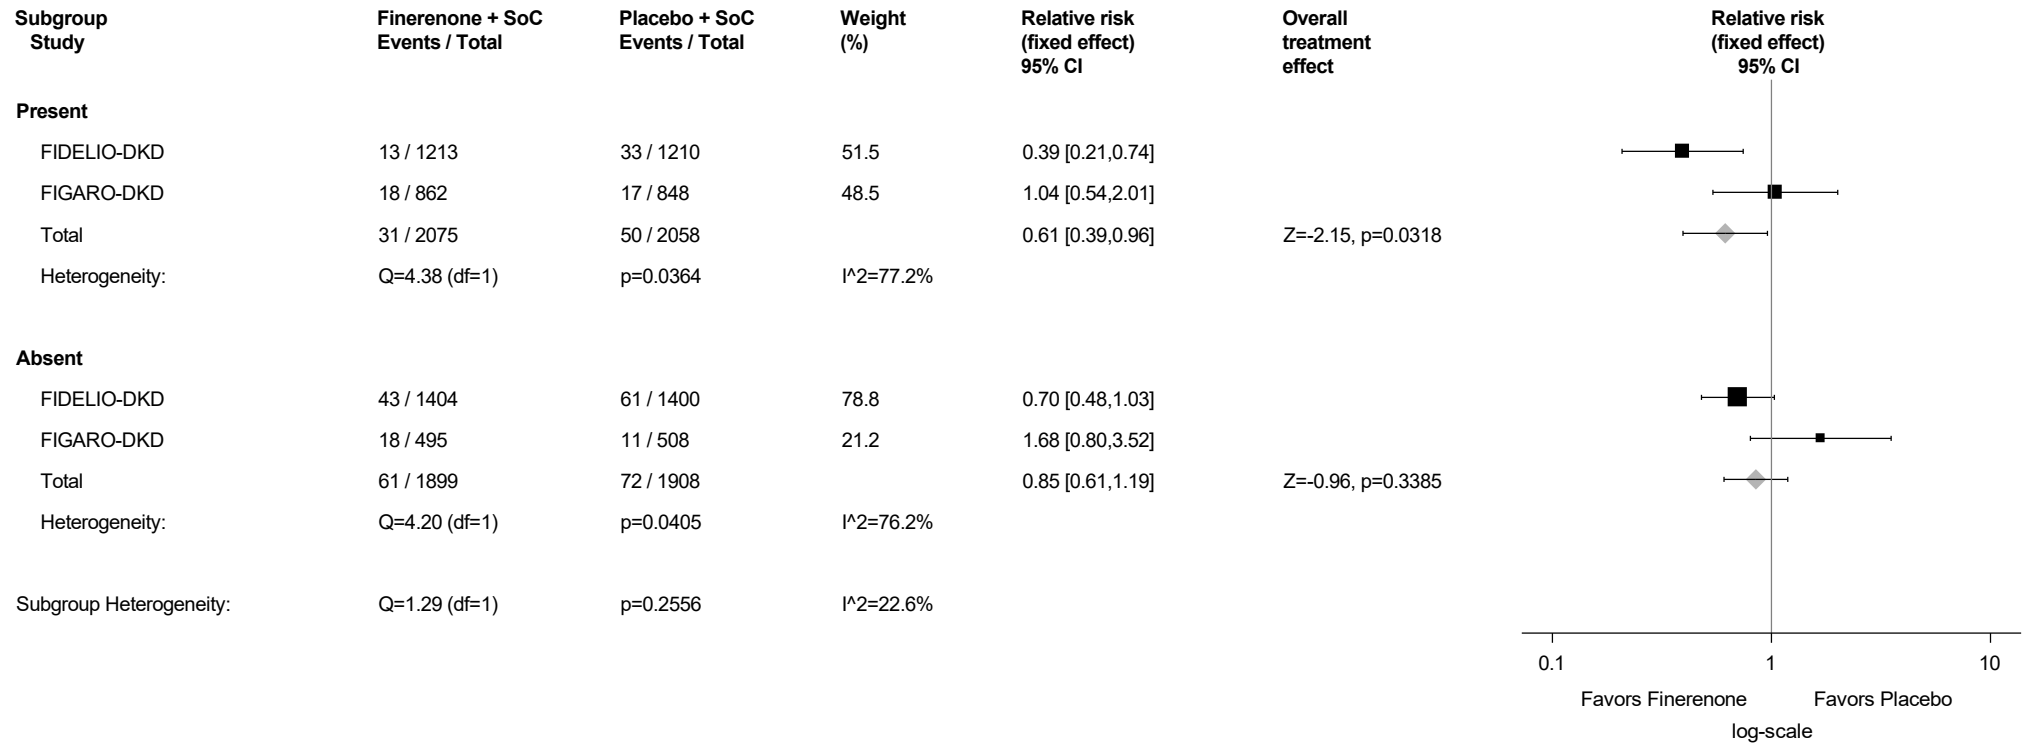 Subgroup Finerenone + SoC Placebo + SoC Weight Relative risk Overall Relative risk
Study Events / Total Events / Total (%) (fixed effect) treatment (fixed effect)
95% CI effect 95% CI
Present
FIDELIO-DKD 13 / 1213 33 / 1210 51.5 0.39 [0.21,0.74]
FIGARO-DKD 18 / 862 17 / 848 48.5 1.04 [0.54,2.01]
Total 31 / 2075 50 / 2058 0.61 [0.39,0.96] Z=-2.15, p=0.0318
Heterogeneity: Q=4.38 (df=1) p=0.0364 I^2=77.2%
Absent
FIDELIO-DKD 43 / 1404 61 / 1400 78.8 0.70 [0.48,1.03]
FIGARO-DKD 18 / 495 11 / 508 21.2 1.68 [0.80,3.52]
Total 61 / 1899 72 / 1908 0.85 [0.61,1.19] Z=-0.96, p=0.3385
Heterogeneity: Q=4.20 (df=1) p=0.0405 I^2=76.2%
Subgroup Heterogeneity: Q=1.29 (df=1) p=0.2556 I^2=22.6%
0.1 1 10
Favors Finerenone Favors Placebo
log-scale